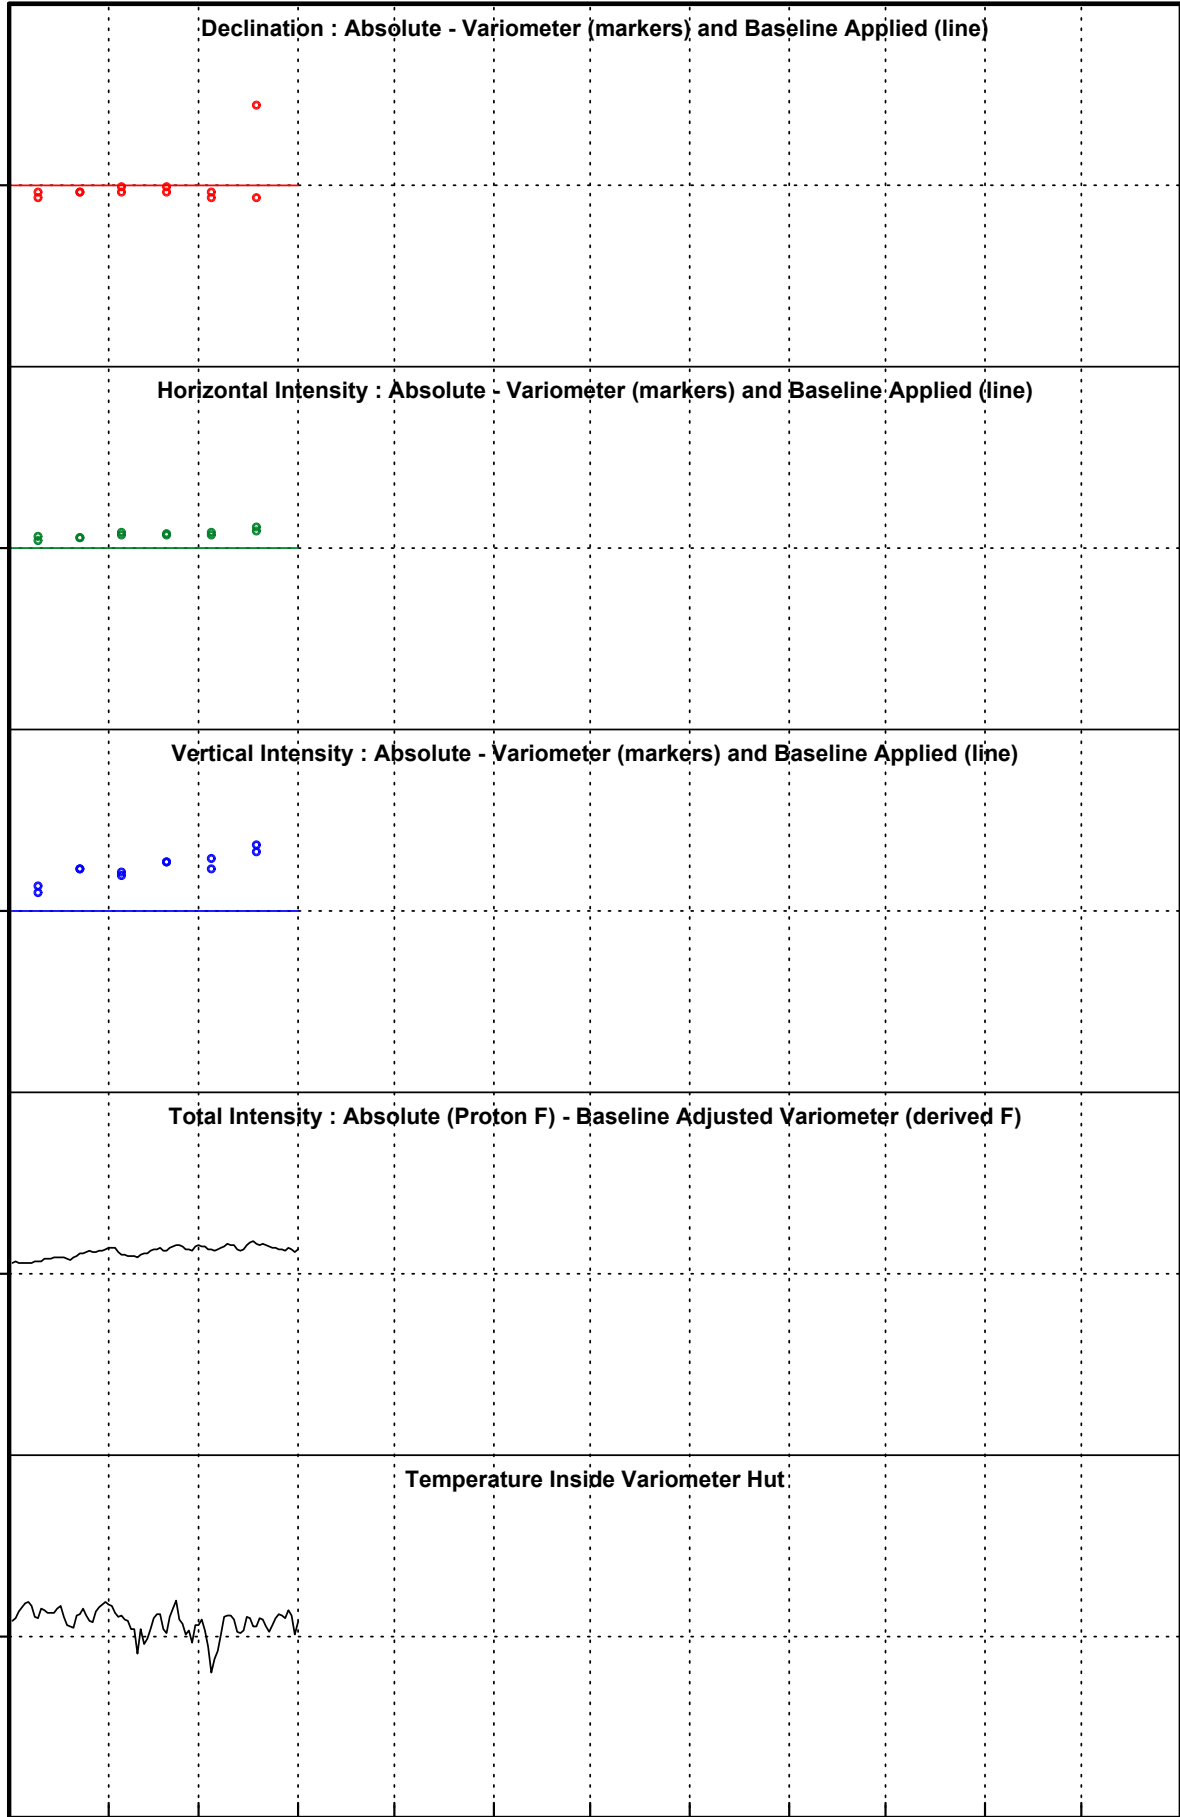 Declination : Absolute - Variometer (markers) and Baseline Applied (line)
Horizontal Intensity : Absolute - Variometer (markers) and Baseline Applied (line)
Vertical Intensity : Absolute - Variometer (markers) and Baseline Applied (line)
Total Intensity : Absolute (Proton F) - Baseline Adjusted Variometer (derived F)
Temperature Inside Variometer Hut